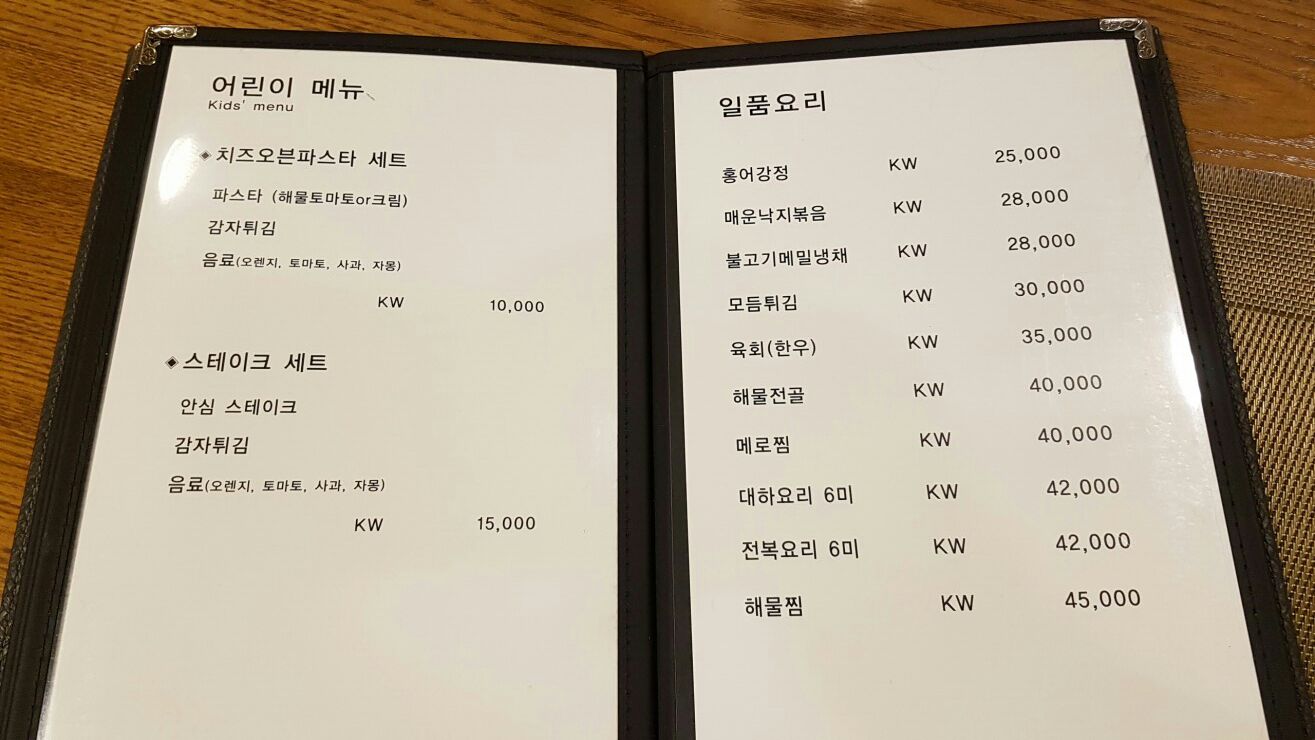 어린이 메뉴
Kids' menu
◈치즈오븐파스타 세트
파스타 (해물토마토or크림)
감자튀김
음료(오렌지, 토마토, 사과, 자몽)
KW 10,000
◈스테이크 세트
안심 스테이크
감자튀김
음료(오렌지, 토마토, 사과, 자몽)
KW 15,000
일품요리
홍어강정 KW 25,000
매운낙지볶음 KW 28,000
불고기메밀냉채 KW 28,000
모듬튀김 KW 30,000
육회(한우) KW 35,000
해물전골 KW 40,000
메로찜 KW 40,000
대하요리 6미 KW 42,000
전복요리 6미 KW 42,000
해물찜 KW 45,000